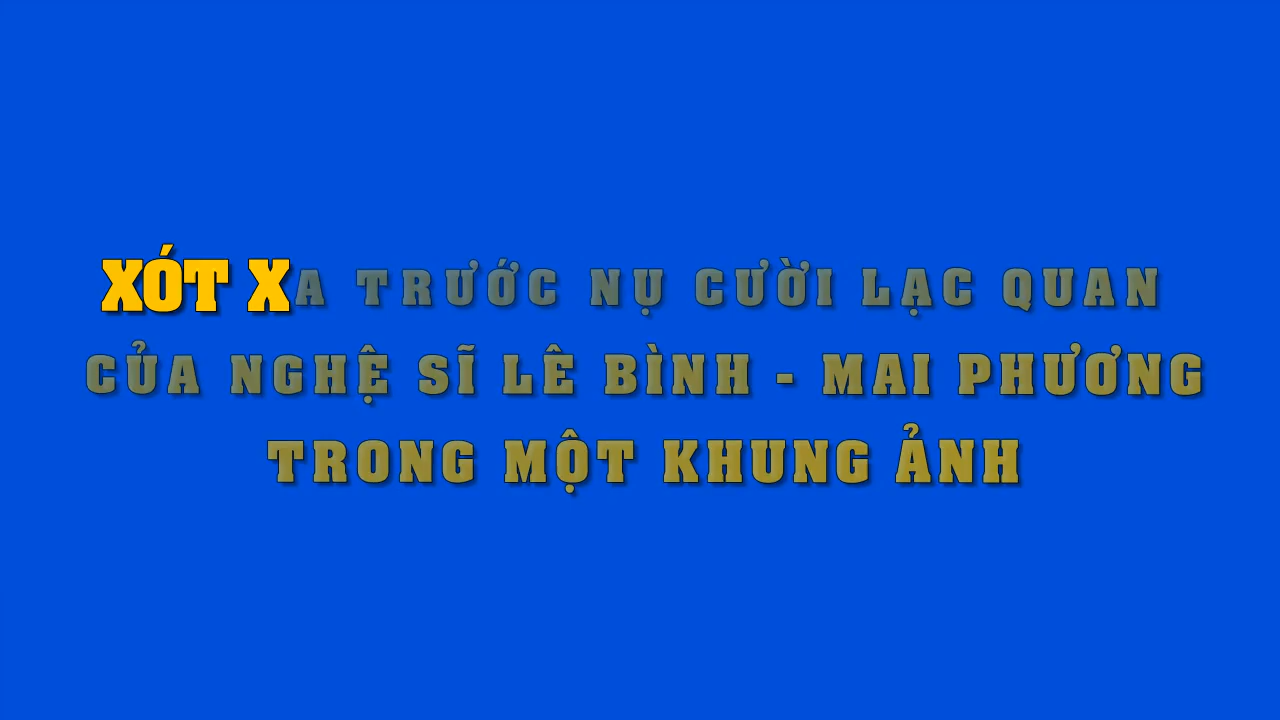 XÓT XA TRƯỚC NỤ CƯỜI LẠC QUAN
CỦA NGHỆ SĨ LÊ BÌNH - MAI PHƯƠNG
TRONG MỘT KHUNG ẢNH